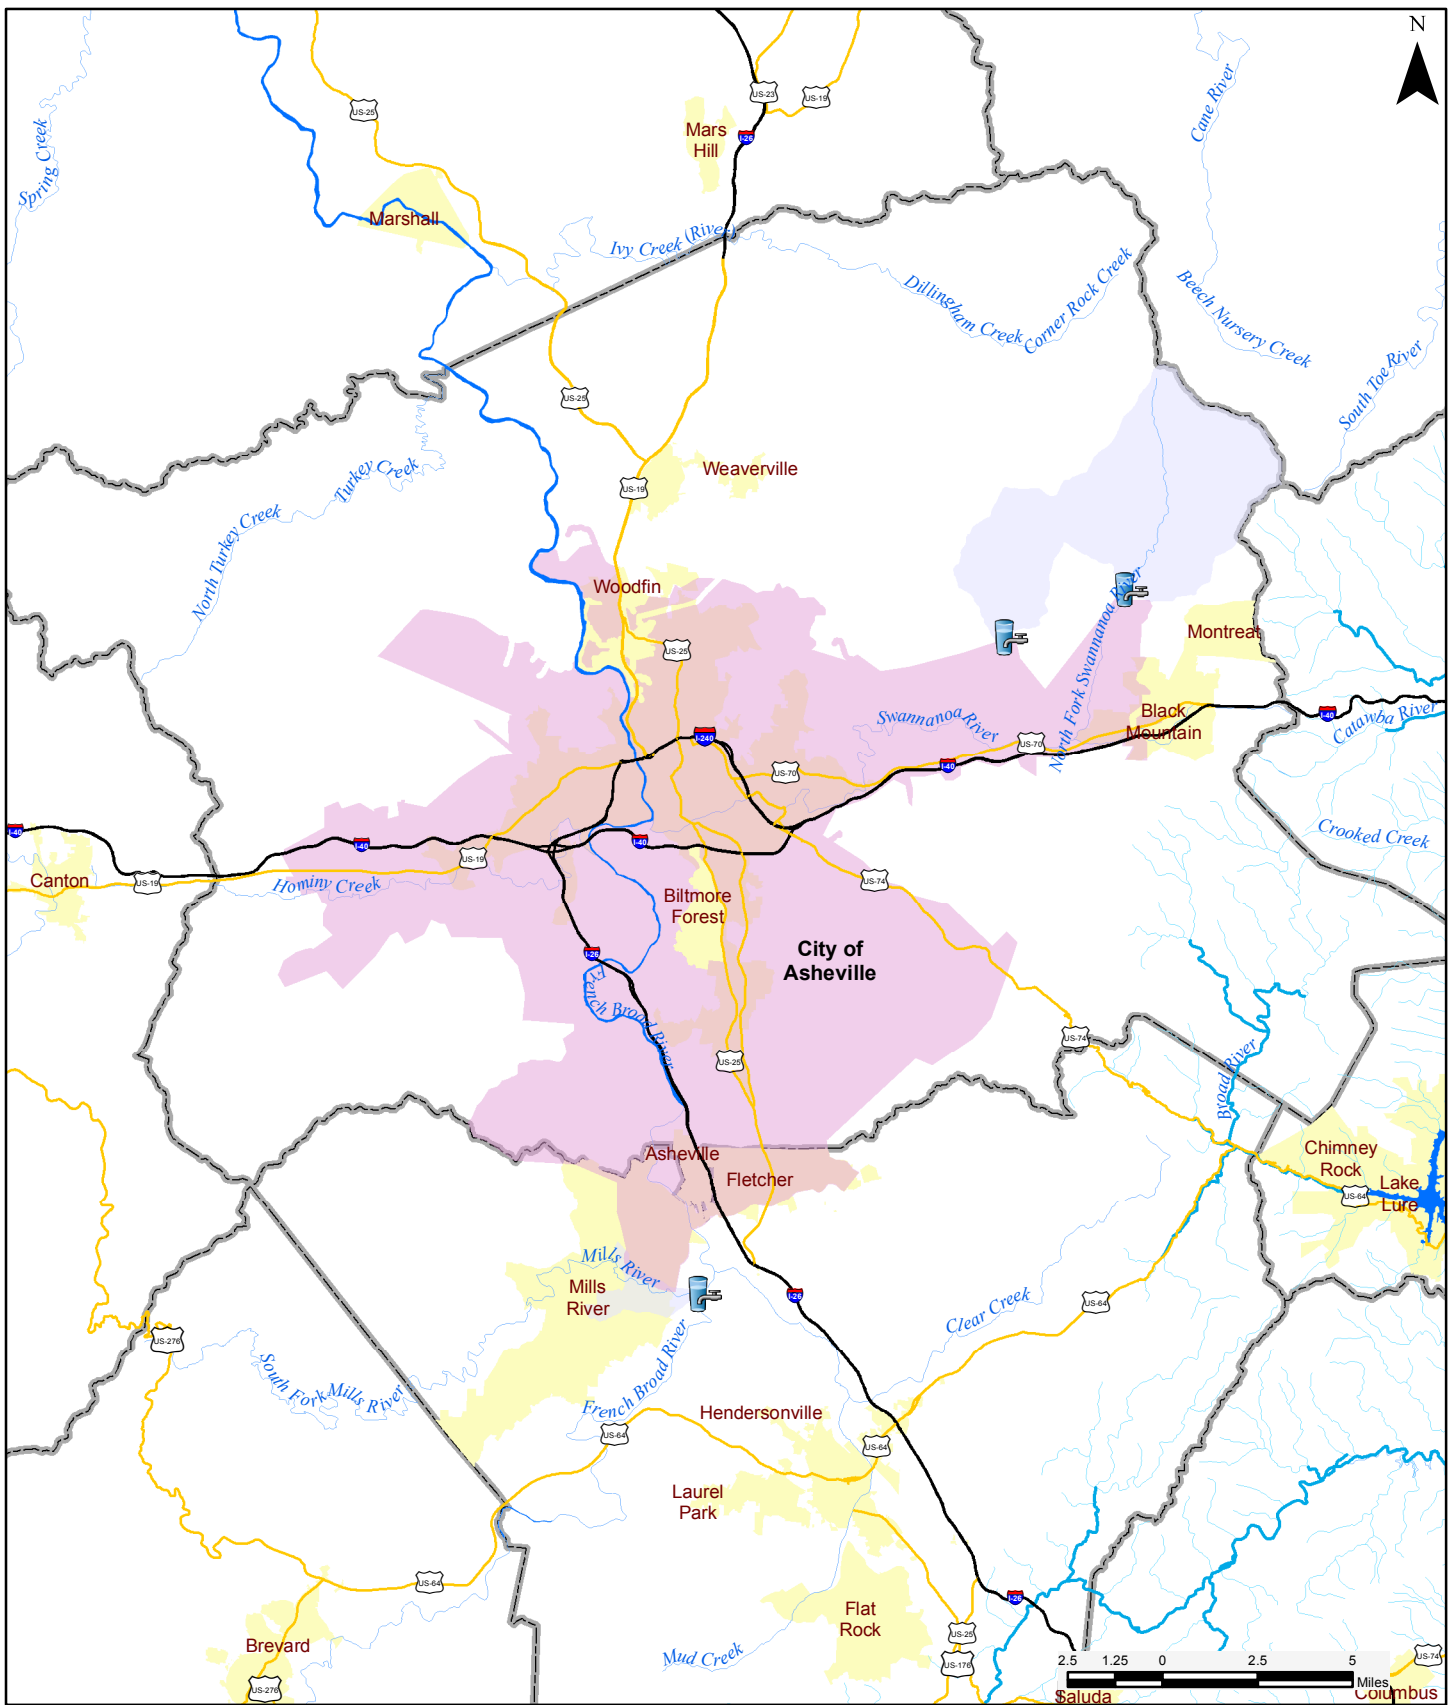 N
US-23
US-19
US-25
I-26
Mars
Hill
Cane River
Spring Creek
Marshall
Ivy Creek (River)
Dillingham Creek
Corner Rock Creek
Beech Nursery Creek
South Toe River
US-25
Turkey Creek
Weaverville
US-19
North Turkey Creek
Woodfin
North Fork Swannanoa River
Montreat
US-25
Swannanoa River
Black
Mountain
I-40
Catawba River
I-240
US-70
US-70
I-40
I-40
Crooked Creek
I-40
I-40
US-19
US-19
Canton
Hominy Creek
US-74
Biltmore
Forest
City of
Asheville
I-26
French Broad River
US-74
US-25
Broad River
Asheville
Fletcher
Chimney
Rock
US-64
Lake
Lure
Mills River
Mills
River
I-26
Clear Creek
US-64
US-276
South Fork Mills River
French Broad River
US-64
Hendersonville
US-64
Laurel
Park
US-64
I-26
Flat
Rock
US-25
US-176
Mud Creek
Brevard
US-276
2.5 1.25 0 2.5 5
Miles
US-74
Saluda
Columbus